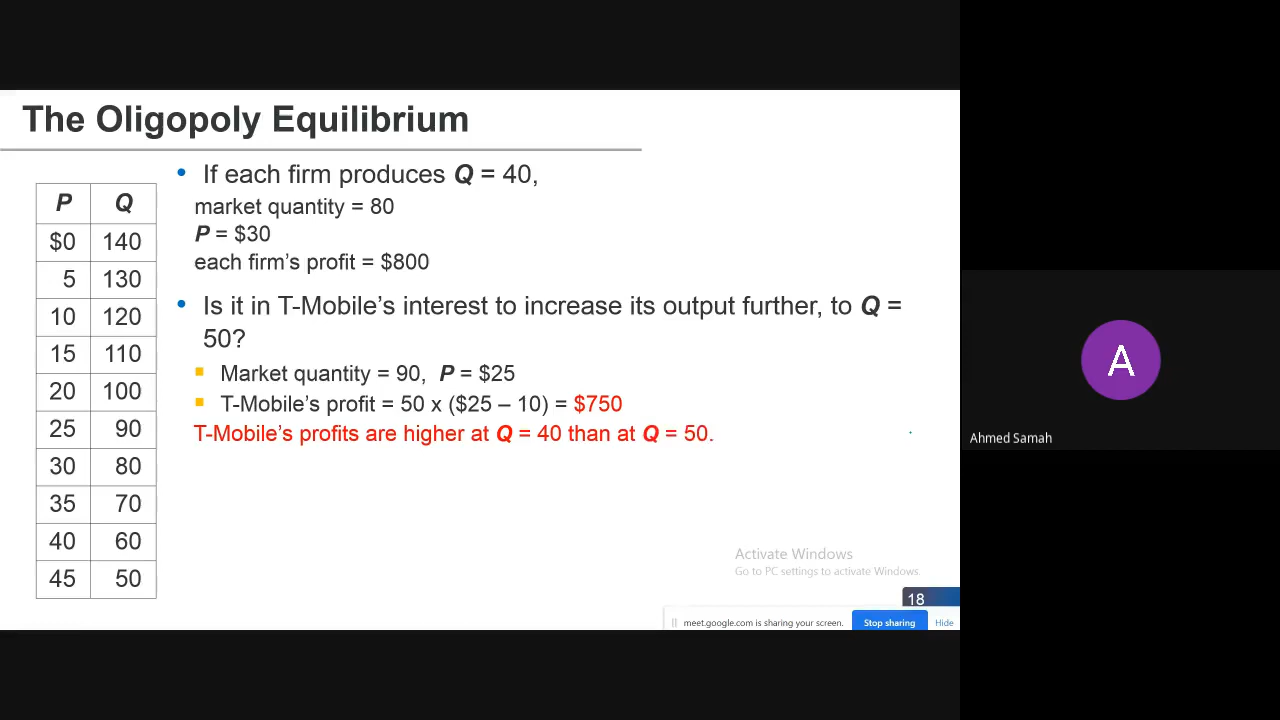 The Oligopoly Equilibrium
P Q
$0 140
5 130
10 120
15 110
20 100
25 90
30 80
35 70
40 60
45 50
• If each firm produces Q = 40,
market quantity = 80
P = $30
each firm’s profit = $800
• Is it in T-Mobile’s interest to increase its output further, to Q =
50?
Market quantity = 90, P = $25
T-Mobile’s profit = 50 x ($25 – 10) = $750
T-Mobile’s profits are higher at Q = 40 than at Q = 50.
Activate Windows
Go to PC settings to activate Windows.
18
meet.google.com is sharing your screen. Stop sharing Hide
A
Ahmed Samah